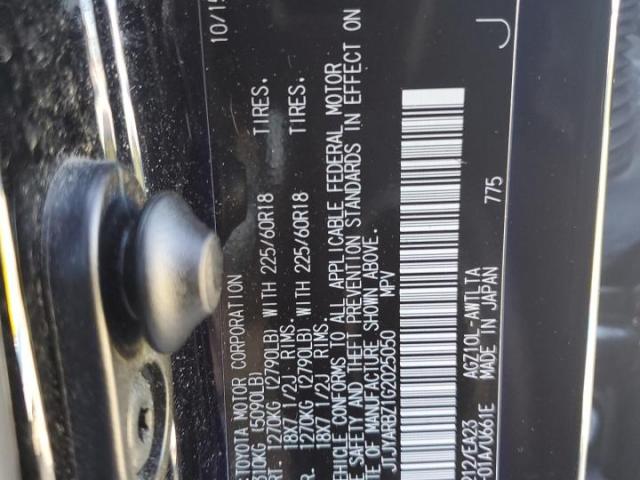 10/15
TOYOTA MOTOR CORPORATION
310KG (5090LB)
RT. 1270KG (2790LB) WITH 225/60R18 TIRES.
18X7 1/2J RIMS.
RR. 1270KG (2790LB) WITH 225/60R18 TIRES.
18X7 1/2J RIMS.
VEHICLE CONFORMS TO ALL APPLICABLE FEDERAL MOTOR
E SAFETY AND THEFT PREVENTION STANDARDS IN EFFECT ON
TE OF MANUFACTURE SHOWN ABOVE.
JTJYARBZ1G2025050 MPV
J
212/EA23 AGZ10L-AWTLTA
F-01A/U661E MADE IN JAPAN 775